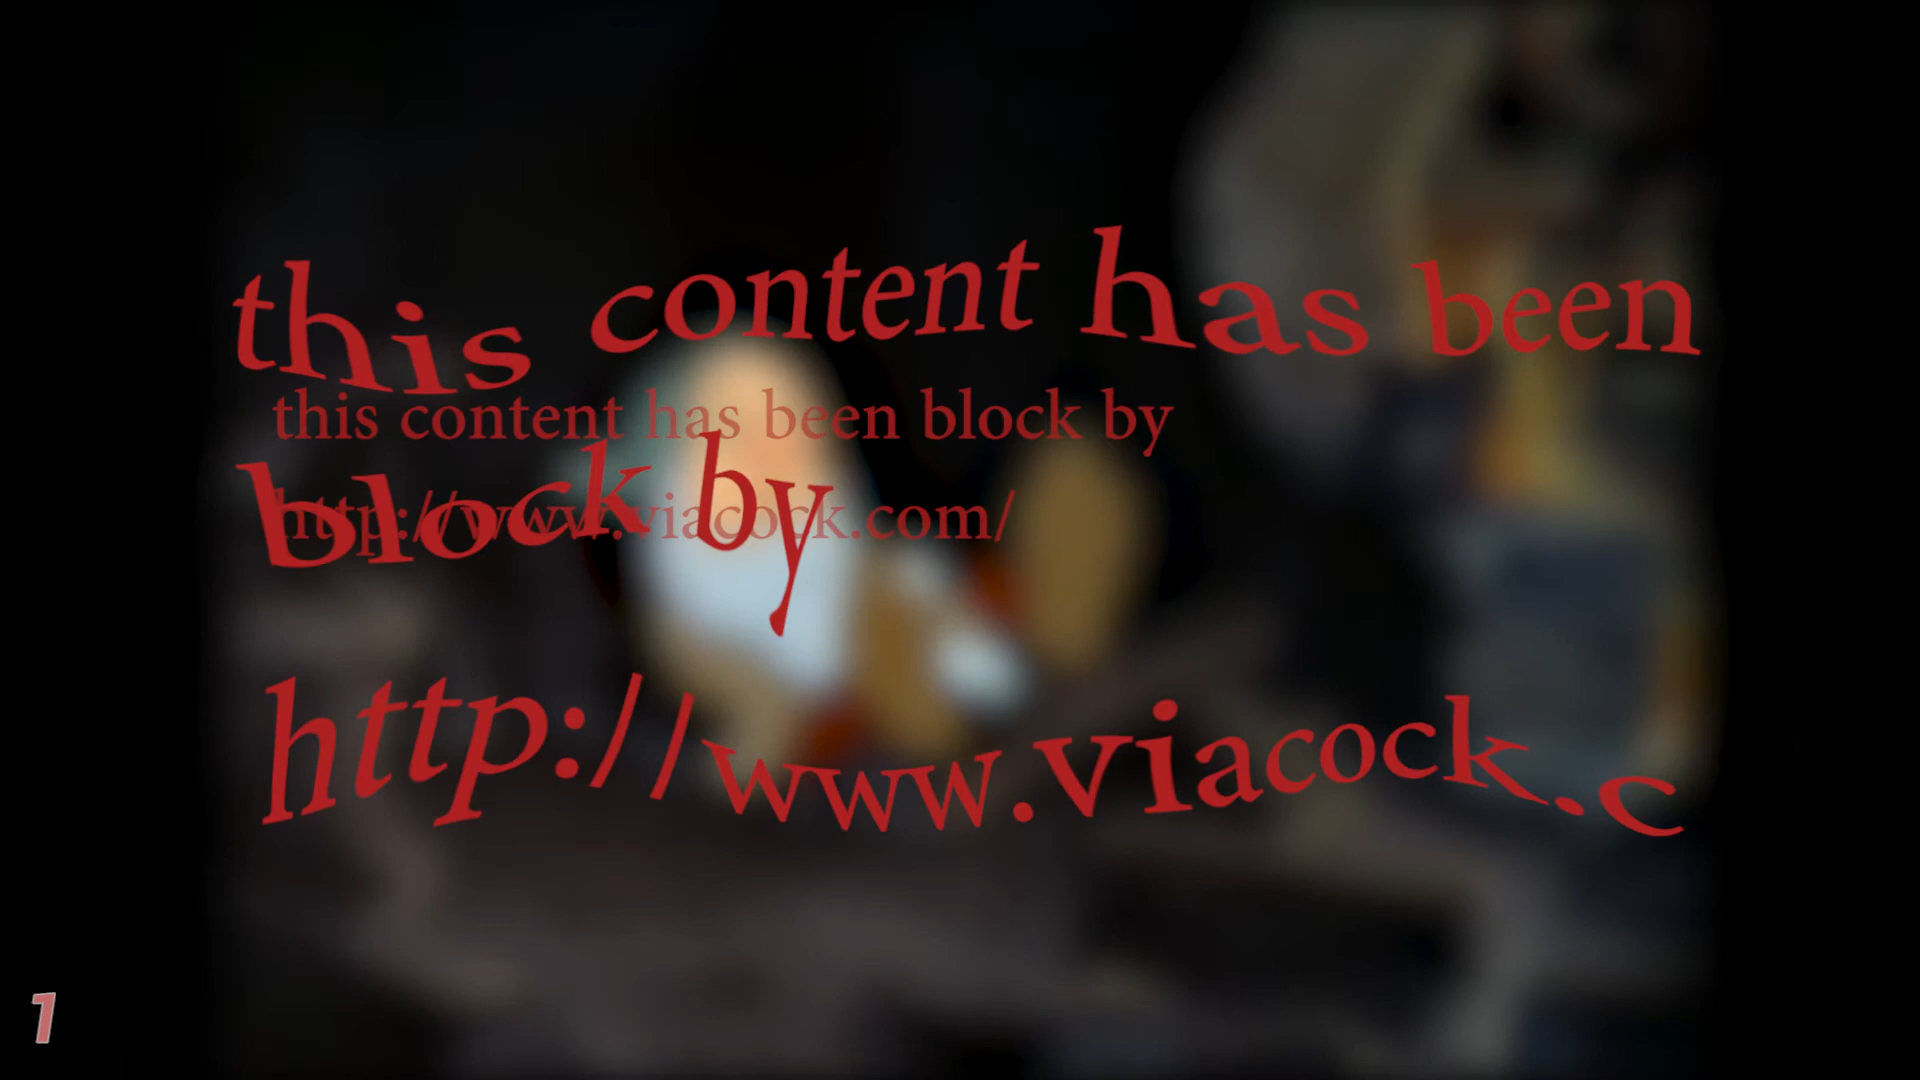 this content has been
this content has been block by
block by
http://www.viacock.com/
http://www.viacock.c
1